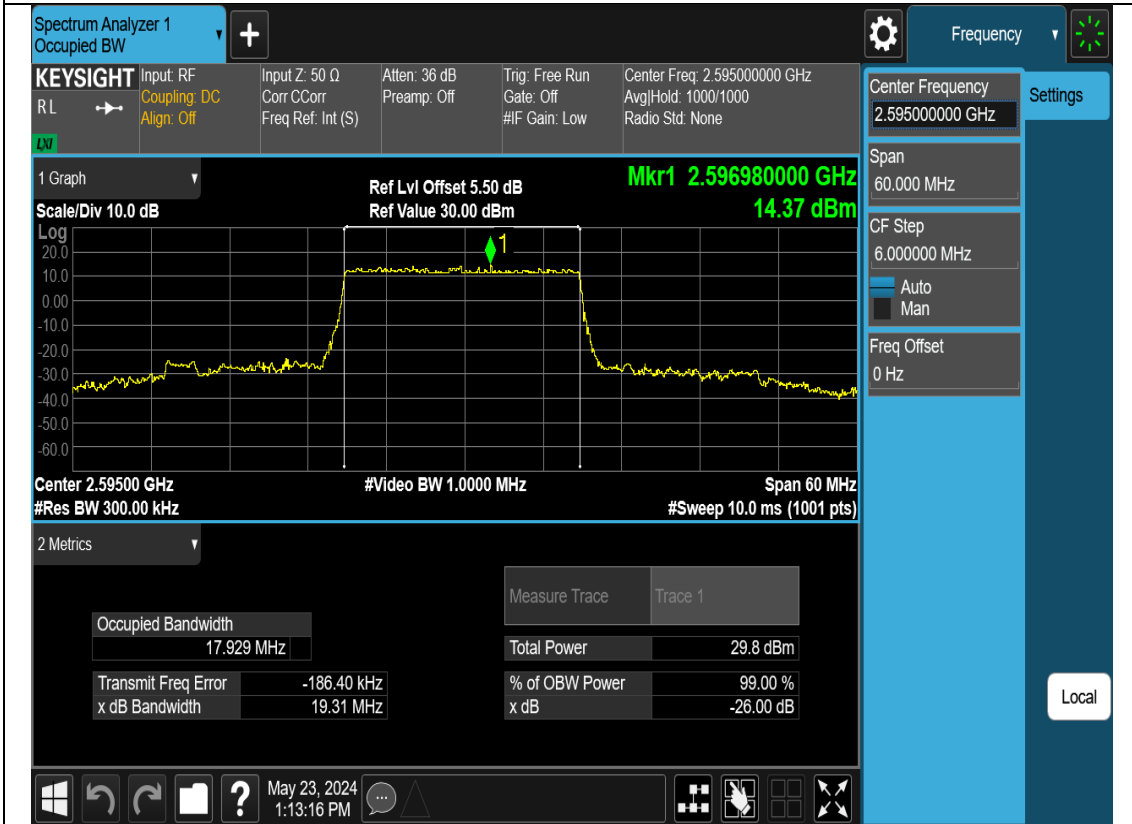 Spectrum Analyzer 1
Occupied BW
Frequency
KEYSIGHT
R L
LXI
Input: RF
Coupling: DC
Align: Off
Input Z: 50 Ω
Corr CCorr
Freq Ref: Int (S)
Atten: 36 dB
Preamp: Off
Trig: Free Run
Gate: Off
#IF Gain: Low
Center Freq: 2.595000000 GHz
Avg|Hold: 1000/1000
Radio Std: None
Center Frequency
2.595000000 GHz
Settings
Span
60.000 MHz
CF Step
6.000000 MHz
Auto
Man
Freq Offset
0 Hz
Local
1 Graph
Ref Lvl Offset 5.50 dB
Mkr1 2.596980000 GHz
Scale/Div 10.0 dB
Ref Value 30.00 dBm
14.37 dBm
Log
1
20.0
10.0
0.00
-10.0
-20.0
-30.0
-40.0
-50.0
-60.0
Center 2.59500 GHz
#Video BW 1.0000 MHz
Span 60 MHz
#Res BW 300.00 kHz
#Sweep 10.0 ms (1001 pts)
2 Metrics
Measure Trace Trace 1
Occupied Bandwidth
17.929 MHz
Total Power 29.8 dBm
Transmit Freq Error -186.40 kHz
% of OBW Power 99.00 %
x dB Bandwidth 19.31 MHz
x dB -26.00 dB
?
May 23, 2024
1:13:16 PM